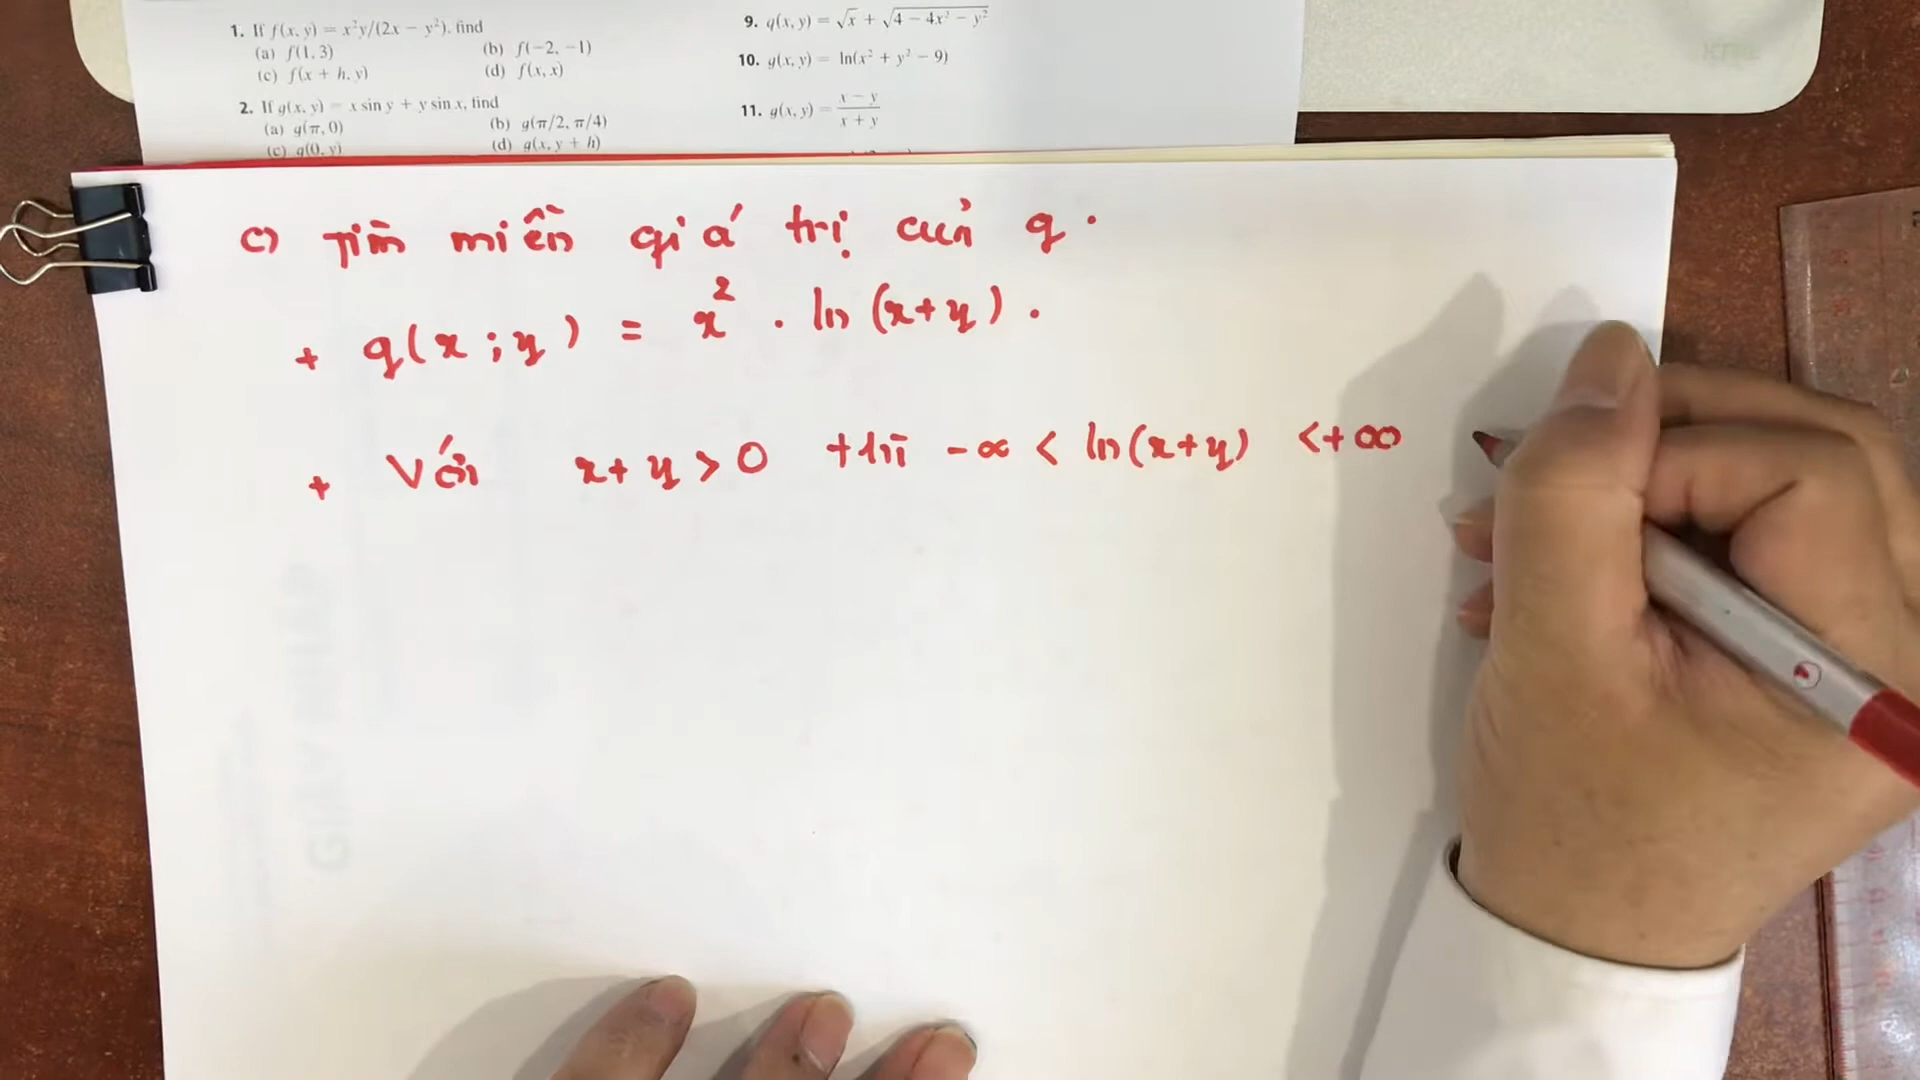 1. If f(x, y) = x²y/(2x − y²), find
(a) f(1, 3) (b) f(−2, −1)
(c) f(x + h, y) (d) f(x, x)
2. If g(x, y) = x sin y + y sin x, find
(a) g(π, 0) (b) g(π/2, π/4)
(c) g(0, y) (d) g(x, y + h)
9. q(x, y) = √x + √4 − 4x² − y²
10. g(x, y) = ln(x² + y² − 9)
11. g(x, y) = x − y / x + y
c) Tìm miền giá trị của g.
+ g(x ; y) = x² . ln(x+y).
+ Với x+y>0 thì -∞ < ln(x+y) <+∞